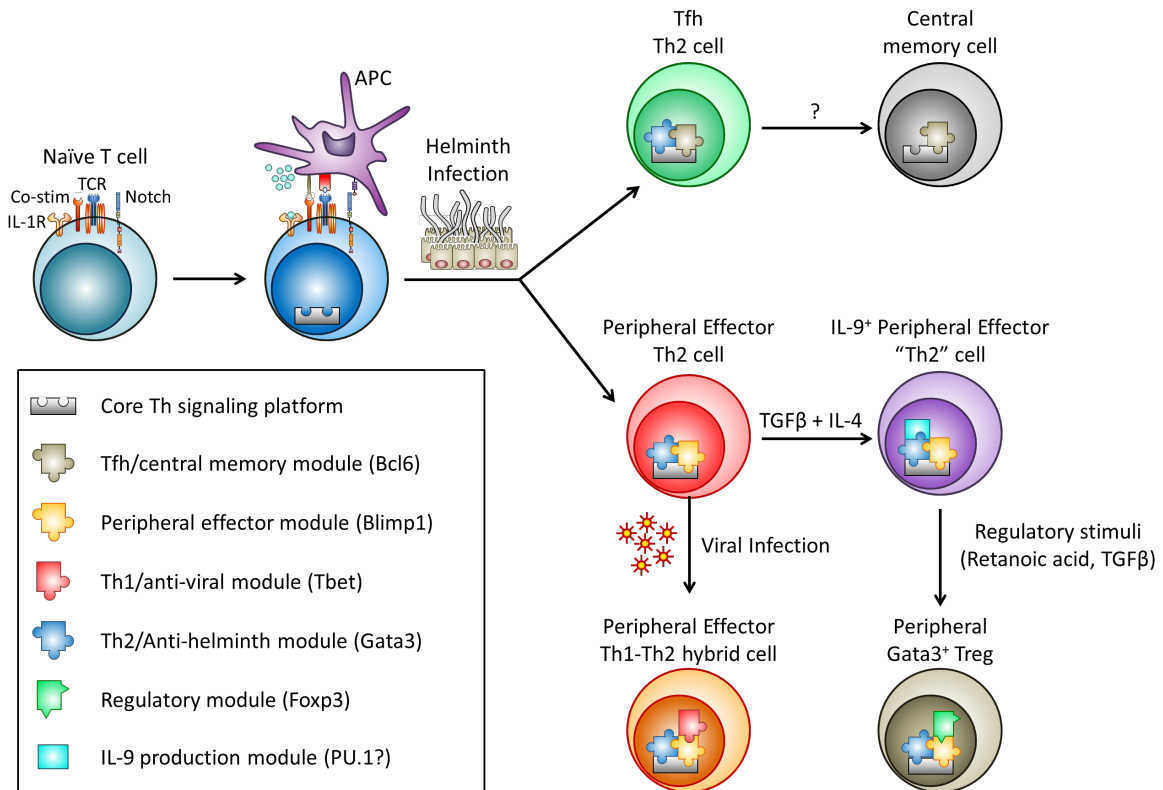 APC
Naïve T cell
Co-stim
TCR
Notch
IL-1R
Helminth
Infection
Tfh
Th2 cell
?
Central
memory cell
Peripheral Effector
Th2 cell
TGFβ + IL-4
IL-9⁺ Peripheral Effector
“Th2” cell
Viral Infection
Regulatory stimuli
(Retanoic acid, TGFβ)
Peripheral Effector
Th1-Th2 hybrid cell
Peripheral
Gata3⁺ Treg
Core Th signaling platform
Tfh/central memory module (Bcl6)
Peripheral effector module (Blimp1)
Th1/anti-viral module (Tbet)
Th2/Anti-helminth module (Gata3)
Regulatory module (Foxp3)
IL-9 production module (PU.1?)